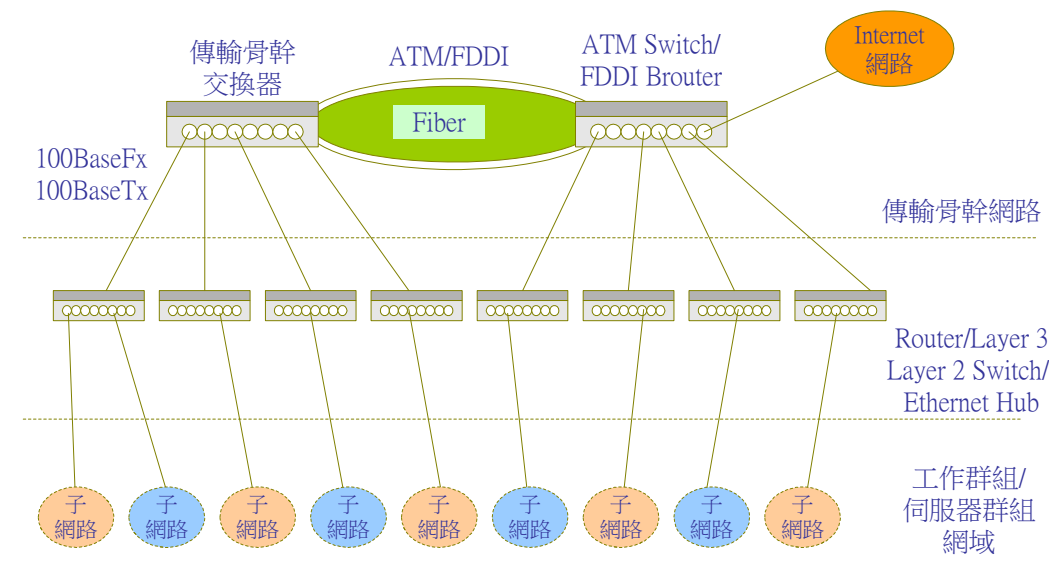 傳輸骨幹
交換器
ATM/FDDI
ATM Switch/
FDDI Brouter
Internet
網路
Fiber
100BaseFx
100BaseTx
傳輸骨幹網路
Router/Layer 3
Layer 2 Switch/
Ethernet Hub
子
網路
子
網路
子
網路
子
網路
子
網路
子
網路
子
網路
子
網路
子
網路
工作群組/
伺服器群組
網域